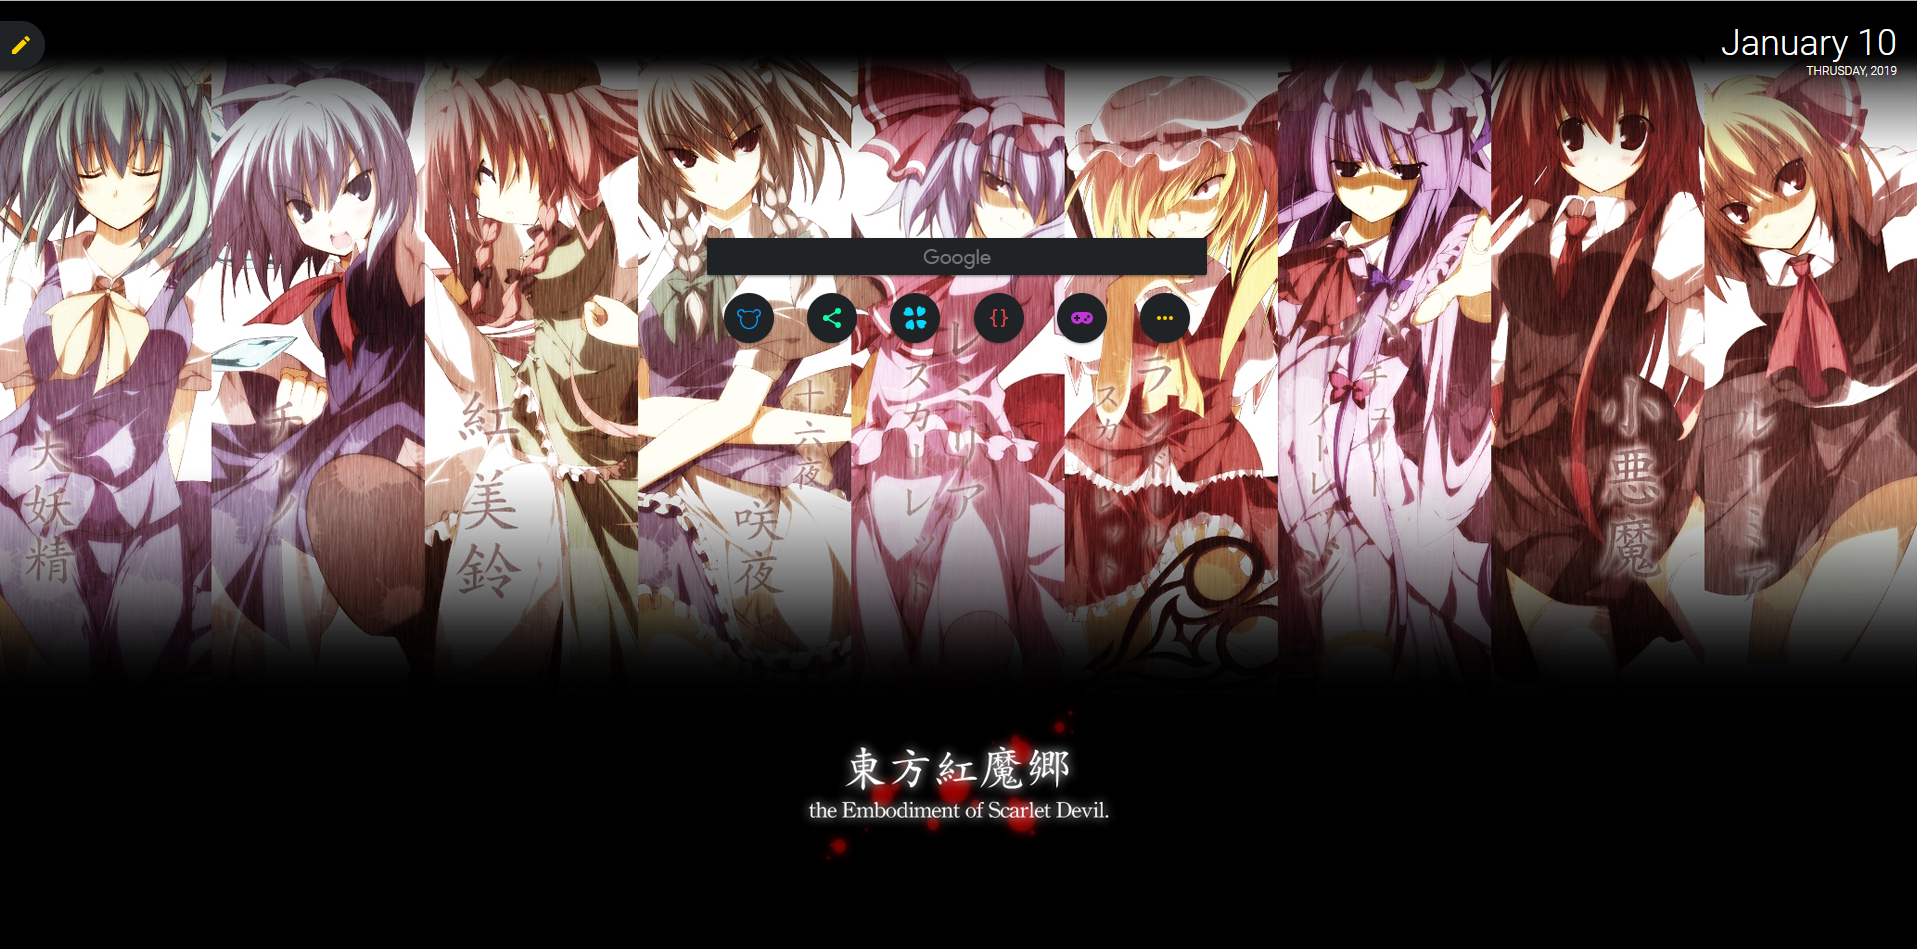 January 10
THRUSDAY, 2019
Google
大妖精
チルノ
紅美鈴
十六夜
咲夜
レミリア
スカーレット
フランドール
スカーレット
パチュリー
ノーレッジ
小悪魔
ルーミア
東方紅魔郷
the Embodiment of Scarlet Devil.